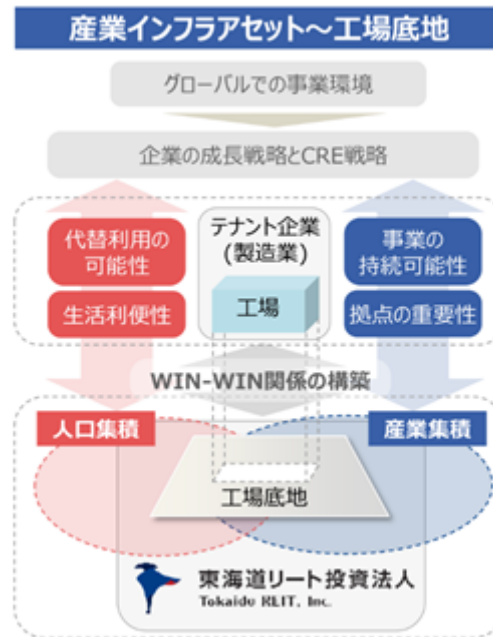 産業インフラアセット～工場底地
グローバルでの事業環境
企業の成長戦略とCRE戦略
代替利用の
可能性
生活利便性
テナント企業
(製造業)
工場
事業の
持続可能性
拠点の重要性
WIN-WIN関係の構築
人口集積
産業集積
工場底地
東海道リート投資法人
Tokaido REIT, Inc.